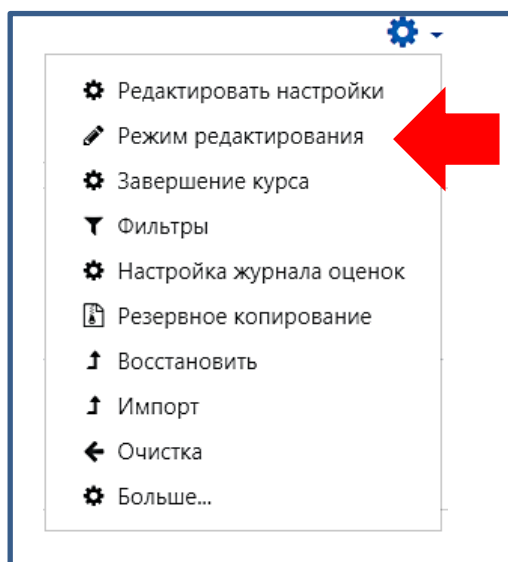 Редактировать настройки
Режим редактирования
Завершение курса
Фильтры
Настройка журнала оценок
Резервное копирование
Восстановить
Импорт
Очистка
Больше...